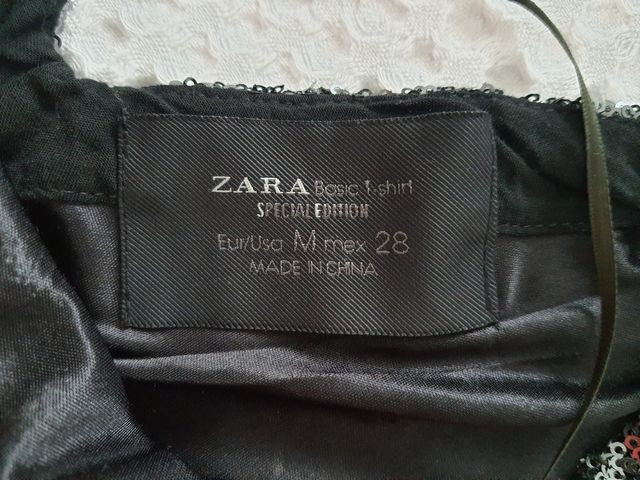 ZARA Basic T-shirt
SPECIAL EDITION
Eur/Usa M mex 28
MADE IN CHINA